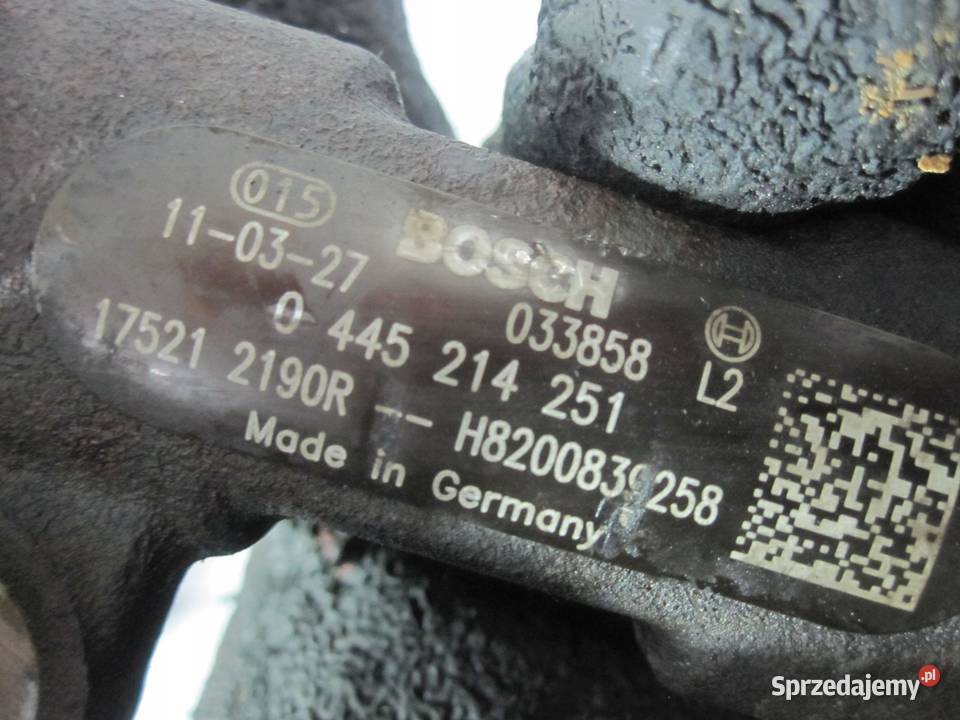 015
11-03-27 BOSCH
033858 L2
0 445 214 251
17521 2190R -- H8200839258
Made in Germany
Sprzedajemy.pl